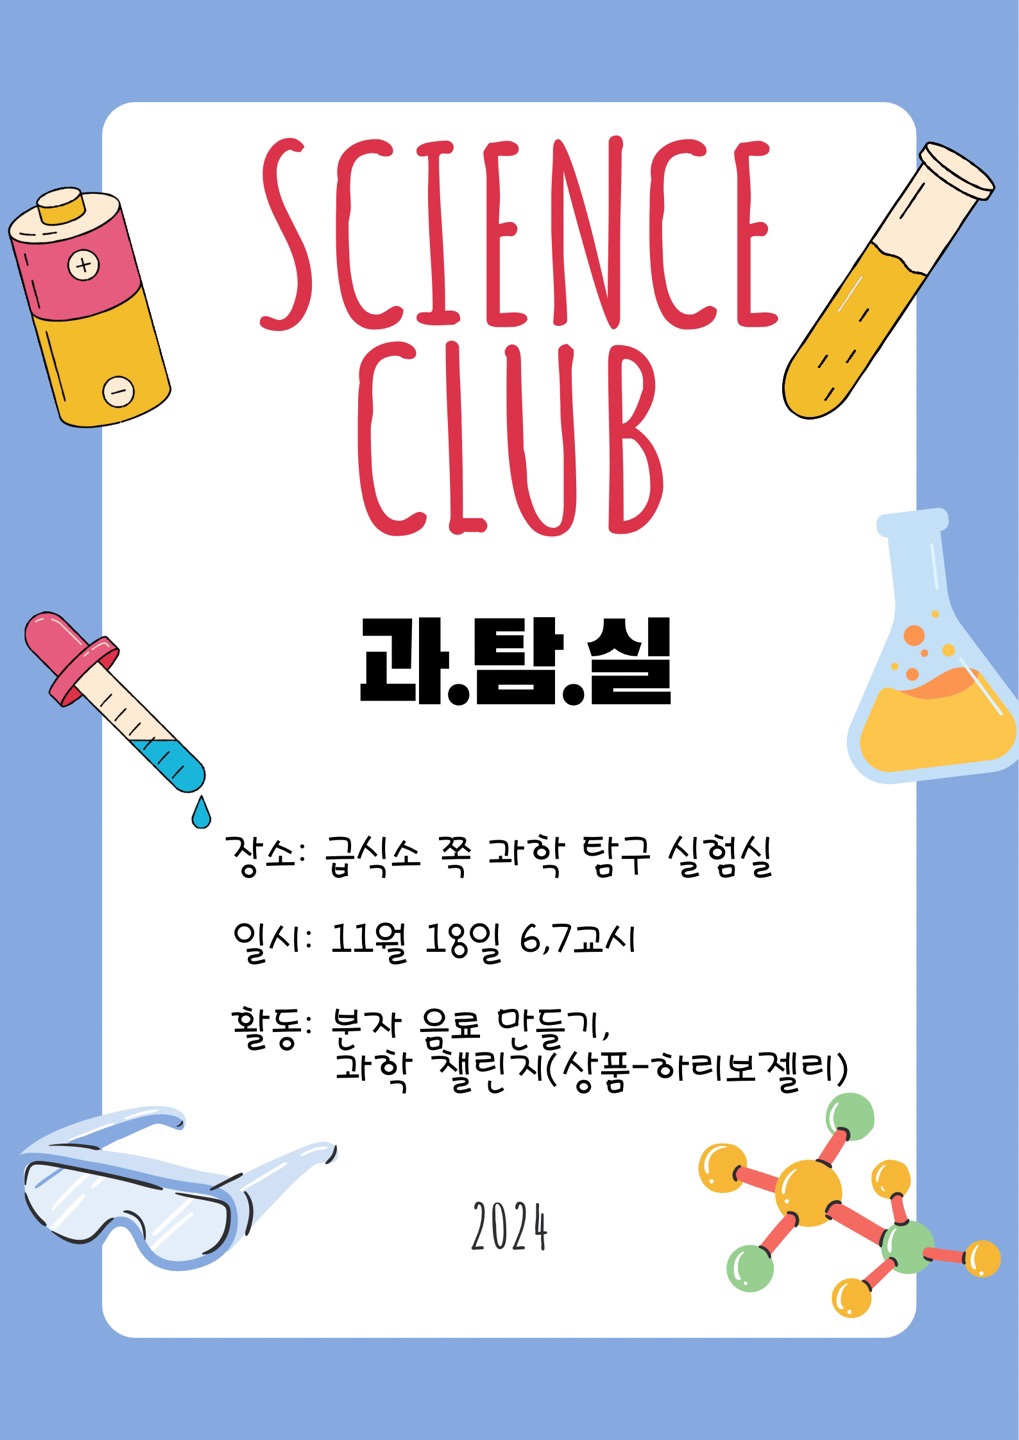 SCIENCE
CLUB
과.탐.실
장소: 급식소 쪽 과학 탐구 실험실
일시: 11월 18일 6,7교시
활동: 분자 음료 만들기,
과학 챌린지(상품-하리보젤리)
2024